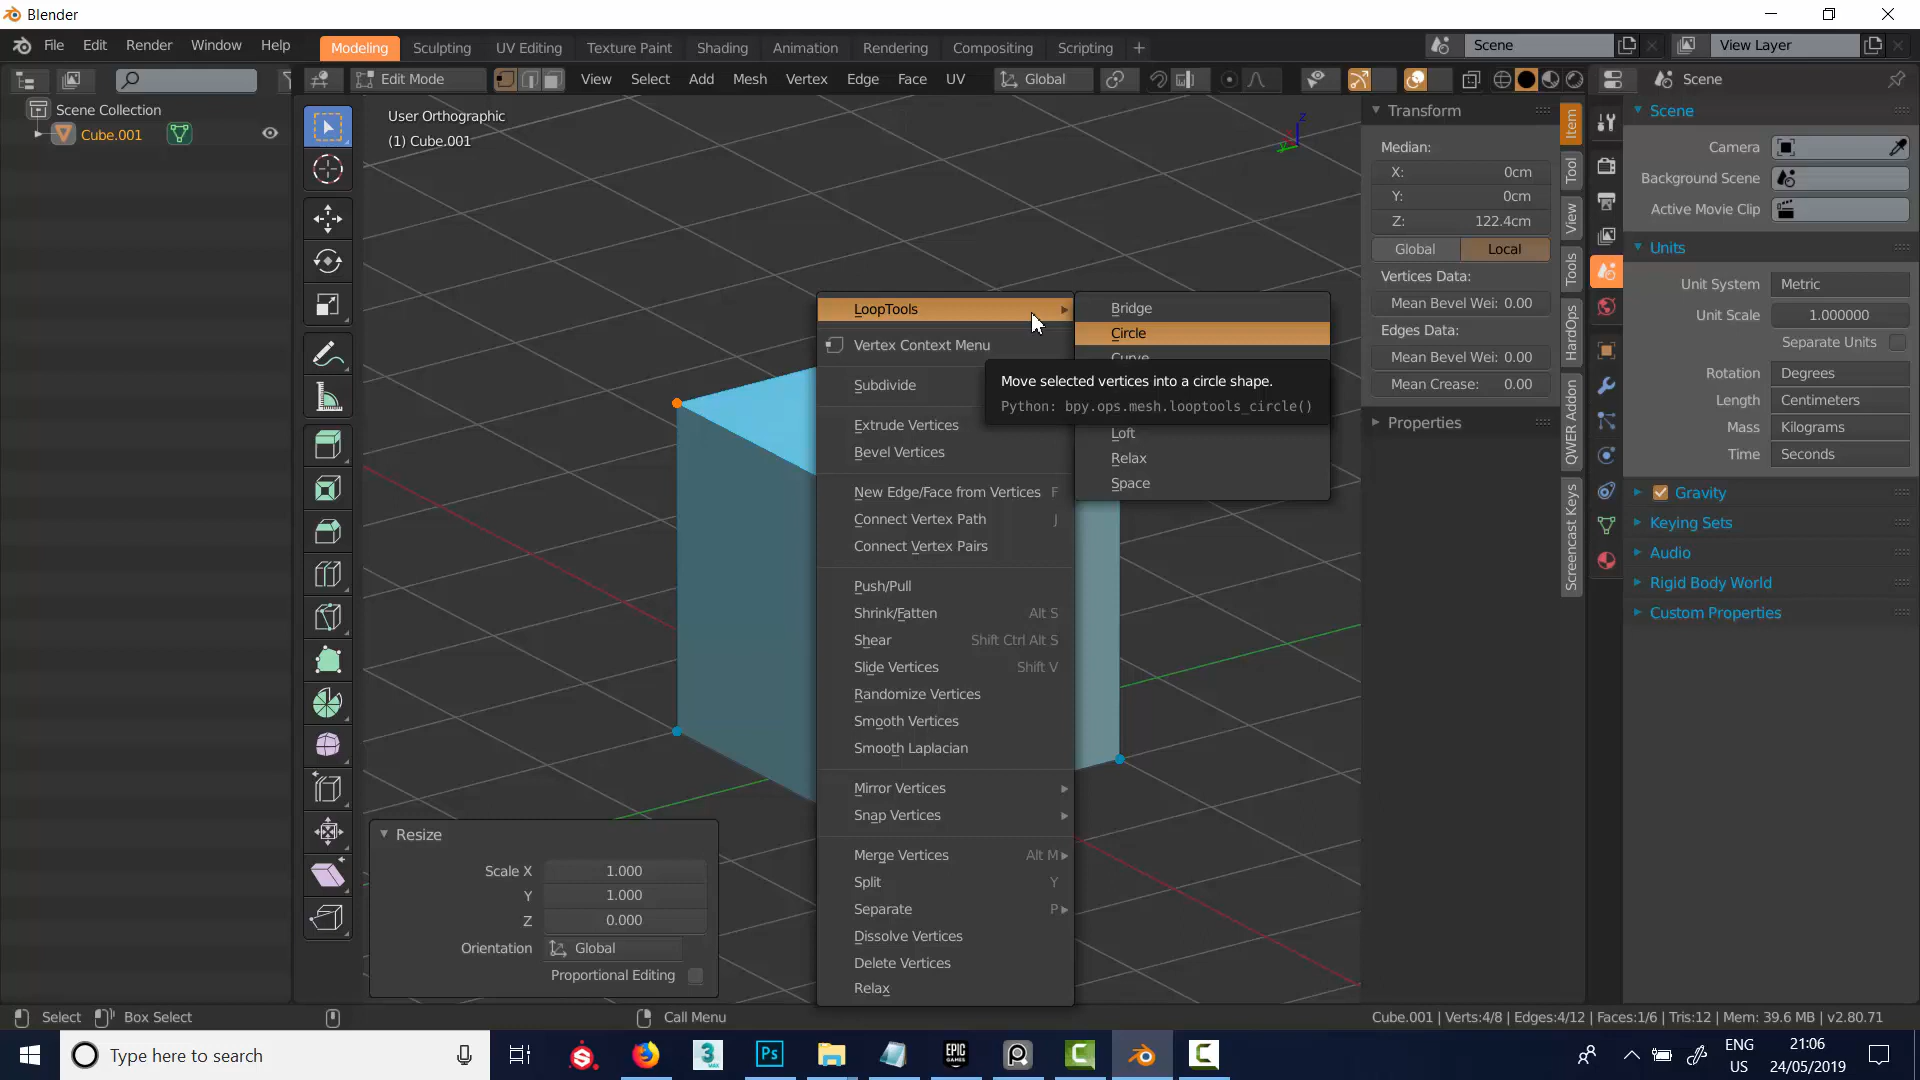 Blender
File Edit Render Window Help
Modeling Sculpting UV Editing Texture Paint Shading Animation Rendering Compositing Scripting +
Scene
View Layer
Edit Mode
View Select Add Mesh Vertex Edge Face UV
Global
Scene
Scene Collection
Cube.001
User Orthographic
(1) Cube.001
Z
Y
LoopTools
Vertex Context Menu
Subdivide
Extrude Vertices
Bevel Vertices
New Edge/Face from Vertices F
Connect Vertex Path J
Connect Vertex Pairs
Push/Pull
Shrink/Fatten Alt S
Shear Shift Ctrl Alt S
Slide Vertices Shift V
Randomize Vertices
Smooth Vertices
Smooth Laplacian
Mirror Vertices
Snap Vertices
Merge Vertices Alt M
Split Y
Separate P
Dissolve Vertices
Delete Vertices
Relax
Bridge
Circle
Curve
Move selected vertices into a circle shape.
Python: bpy.ops.mesh.looptools_circle()
Loft
Relax
Space
Resize
Scale X 1.000
Y 1.000
Z 0.000
Orientation Global
Proportional Editing
Transform
Median:
X: 0cm
Y: 0cm
Z: 122.4cm
Global Local
Vertices Data:
Mean Bevel Wei: 0.00
Edges Data:
Mean Bevel Wei: 0.00
Mean Crease: 0.00
Properties
Item
Tool
View
Tools
HardOps
QWER Addon
Screencast Keys
Scene
Camera
Background Scene
Active Movie Clip
Units
Unit System Metric
Unit Scale 1.000000
Separate Units
Rotation Degrees
Length Centimeters
Mass Kilograms
Time Seconds
Gravity
Keying Sets
Audio
Rigid Body World
Custom Properties
Select Box Select Call Menu
Cube.001 | Verts:4/8 | Edges:4/12 | Faces:1/6 | Tris:12 | Mem: 39.6 MB | v2.80.71
Type here to search
3
Ps
EPIC
GAMES
ENG
US
21:06
24/05/2019